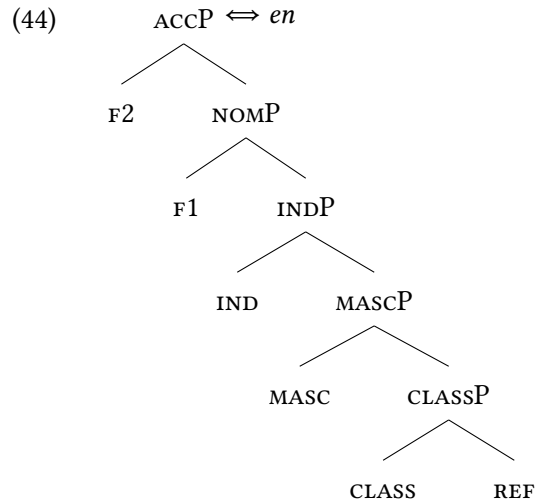 (44) ACCP ⇔ en
F2 NOMP
F1 INDP
IND MASCP
MASC CLASSP
CLASS REF